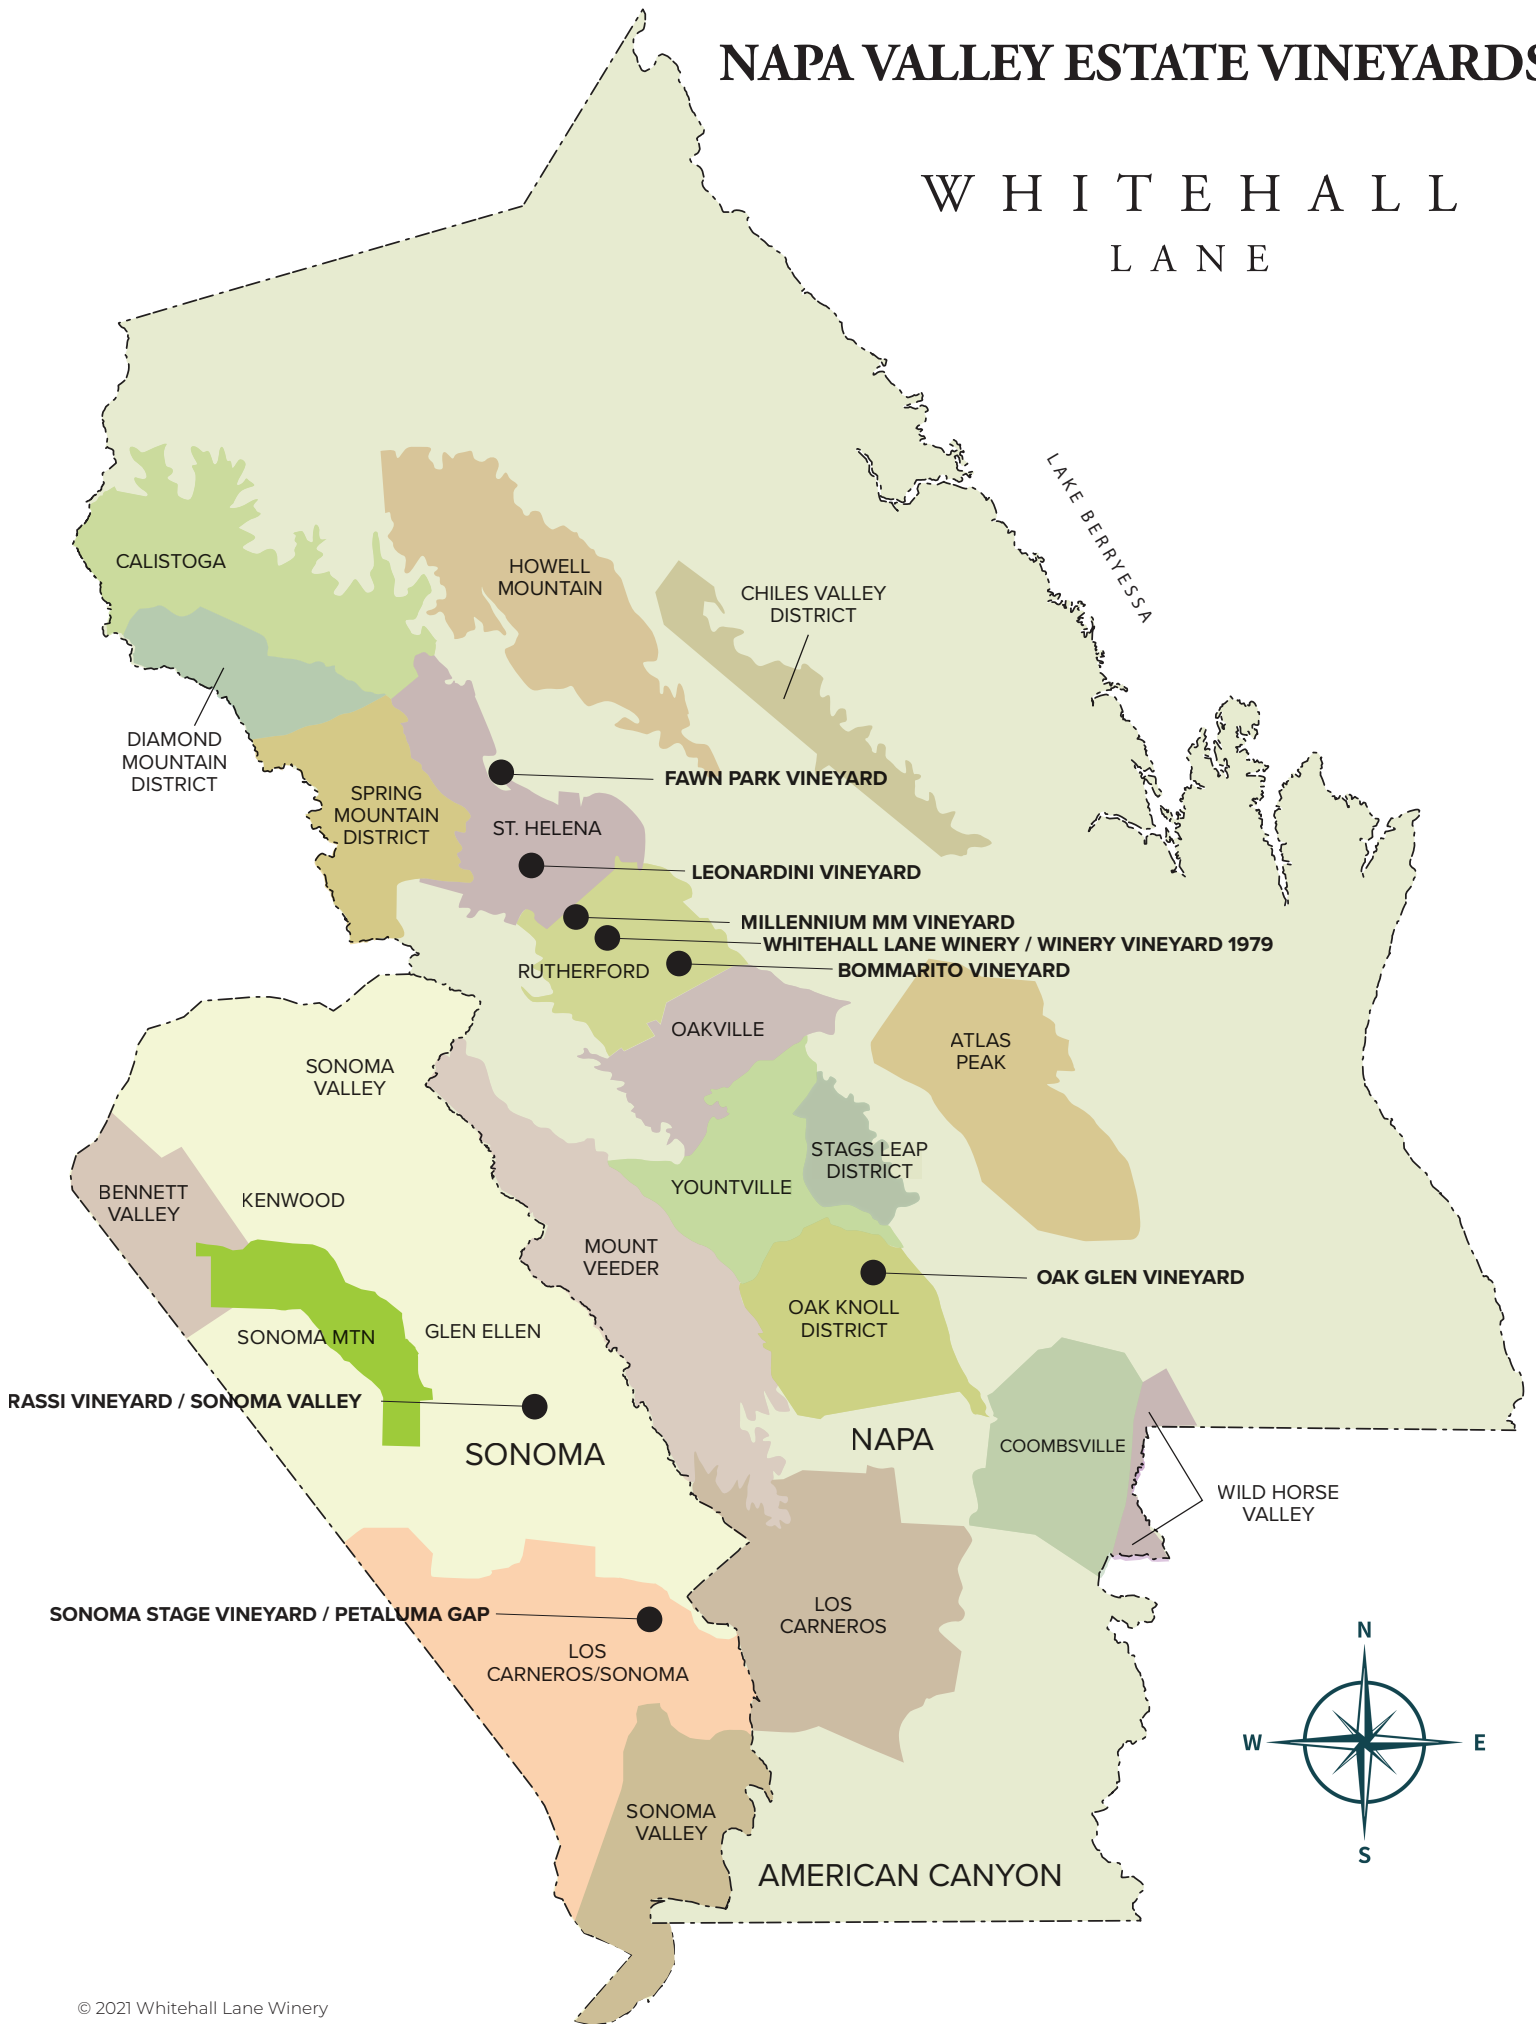 NAPA VALLEY ESTATE VINEYARDS
WHITEHALL
LANE
LAKE BERRYESSA
CALISTOGA
HOWELL
MOUNTAIN
CHILES VALLEY
DISTRICT
DIAMOND
MOUNTAIN
DISTRICT
SPRING
MOUNTAIN
DISTRICT
FAWN PARK VINEYARD
ST. HELENA
LEONARDINI VINEYARD
MILLENNIUM MM VINEYARD
WHITEHALL LANE WINERY / WINERY VINEYARD 1979
RUTHERFORD
BOMMARITO VINEYARD
OAKVILLE
ATLAS
PEAK
SONOMA
VALLEY
STAGS LEAP
DISTRICT
YOUNTVILLE
BENNETT
VALLEY
KENWOOD
MOUNT
VEEDER
OAK GLEN VINEYARD
OAK KNOLL
DISTRICT
SONOMA MTN
GLEN ELLEN
RASSI VINEYARD / SONOMA VALLEY
SONOMA
NAPA
COOMBSVILLE
WILD HORSE
VALLEY
SONOMA STAGE VINEYARD / PETALUMA GAP
LOS
CARNEROS
LOS
CARNEROS/SONOMA
N
W
E
S
SONOMA
VALLEY
AMERICAN CANYON
© 2021 Whitehall Lane Winery